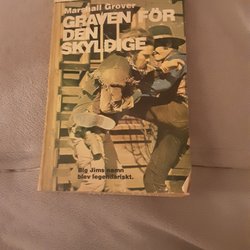 Marshall Grover
GRAVEN FÖR
DEN
SKYLDIGE
Big Jims namn
blev legendariskt.